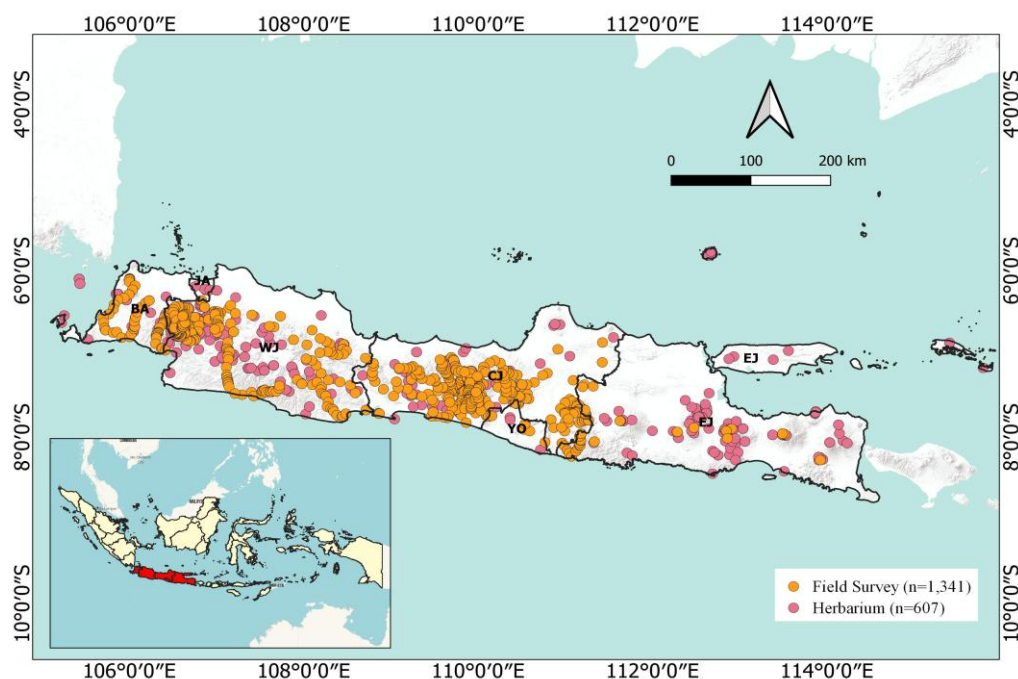 106°0′0″E 108°0′0″E 110°0′0″E 112°0′0″E 114°0′0″E
4°0′0″S 4°0′0″S
0 100 200 km
6°0′0″S 6°0′0″S
JA
BA
WJ
EJ
CJ
EJ
YO
8°0′0″S 8°0′0″S
Field Survey (n=1,341)
Herbarium (n=607)
10°0′0″S 10°0′0″S
106°0′0″E 108°0′0″E 110°0′0″E 112°0′0″E 114°0′0″E